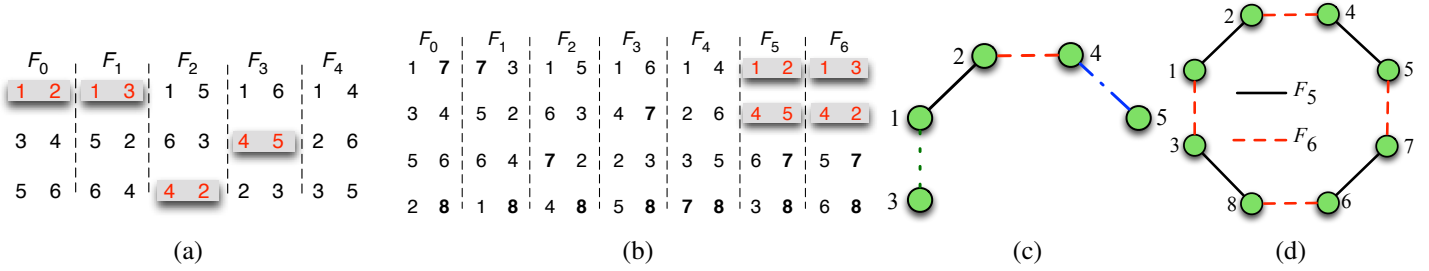 F0 F1 F2 F3 F4
1 2 1 3 1 5 1 6 1 4
3 4 5 2 6 3 4 5 2 6
5 6 6 4 4 2 2 3 3 5
(a)
F0 F1 F2 F3 F4 F5 F6
1 7 7 3 1 5 1 6 1 4 1 2 1 3
3 4 5 2 6 3 4 7 2 6 4 5 4 2
5 6 6 4 7 2 2 3 3 5 6 7 5 7
2 8 1 8 4 8 5 8 7 8 3 8 6 8
(b)
2 4
1 5
3
(c)
2 4
1 5
F5
F6
3 7
8 6
(d)